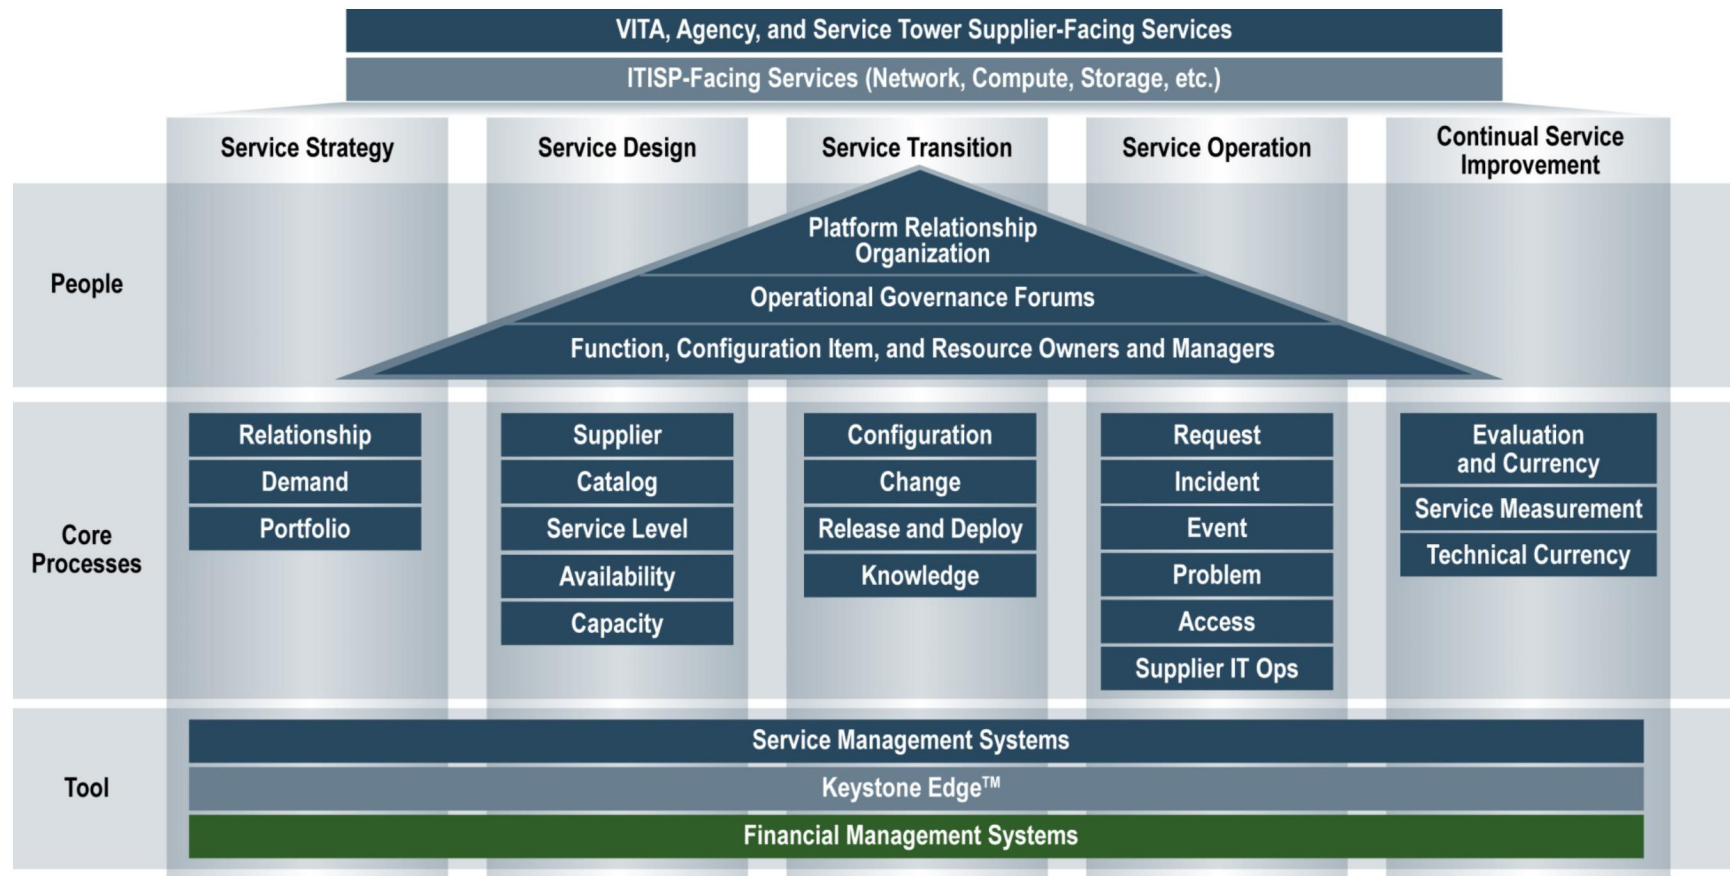 VITA, Agency, and Service Tower Supplier-Facing Services
ITISP-Facing Services (Network, Compute, Storage, etc.)
Service Strategy
Service Design
Service Transition
Service Operation
Continual Service
Improvement
People
Platform Relationship
Organization
Operational Governance Forums
Function, Configuration Item, and Resource Owners and Managers
Core
Processes
Relationship
Demand
Portfolio
Supplier
Catalog
Service Level
Availability
Capacity
Configuration
Change
Release and Deploy
Knowledge
Request
Incident
Event
Problem
Access
Supplier IT Ops
Evaluation
and Currency
Service Measurement
Technical Currency
Tool
Service Management Systems
Keystone Edge™
Financial Management Systems